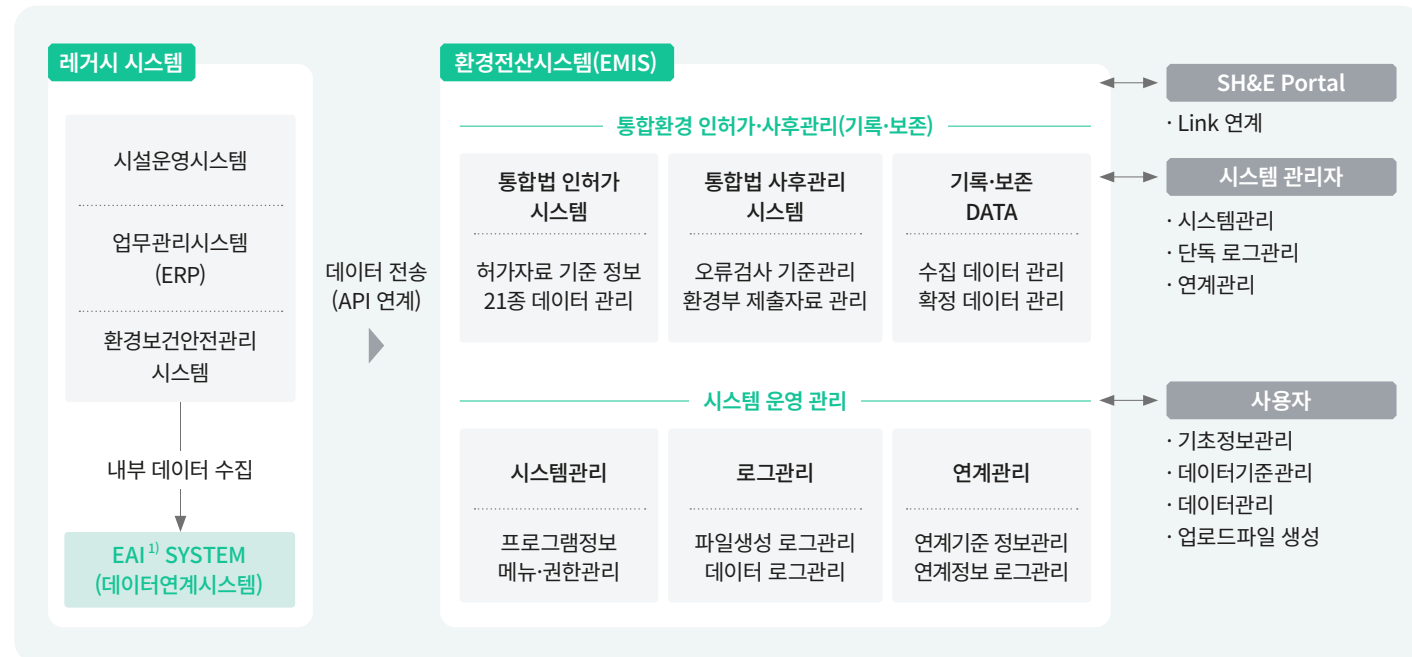 레거시 시스템
시설운영시스템
업무관리시스템
(ERP)
환경보건안전관리
시스템
내부 데이터 수집
EAI¹⁾ SYSTEM
(데이터연계시스템)
데이터 전송
(API 연계)
환경전산시스템(EMIS)
통합환경 인허가·사후관리(기록·보존)
통합법 인허가
시스템
허가자료 기준 정보
21종 데이터 관리
통합법 사후관리
시스템
오류검사 기준관리
환경부 제출자료 관리
기록·보존
DATA
수집 데이터 관리
확정 데이터 관리
시스템 운영 관리
시스템관리
프로그램정보
메뉴·권한관리
로그관리
파일생성 로그관리
데이터 로그관리
연계관리
연계기준 정보관리
연계정보 로그관리
SH&E Portal
· Link 연계
시스템 관리자
· 시스템관리
· 단독 로그관리
· 연계관리
사용자
· 기초정보관리
· 데이터기준관리
· 데이터관리
· 업로드파일 생성